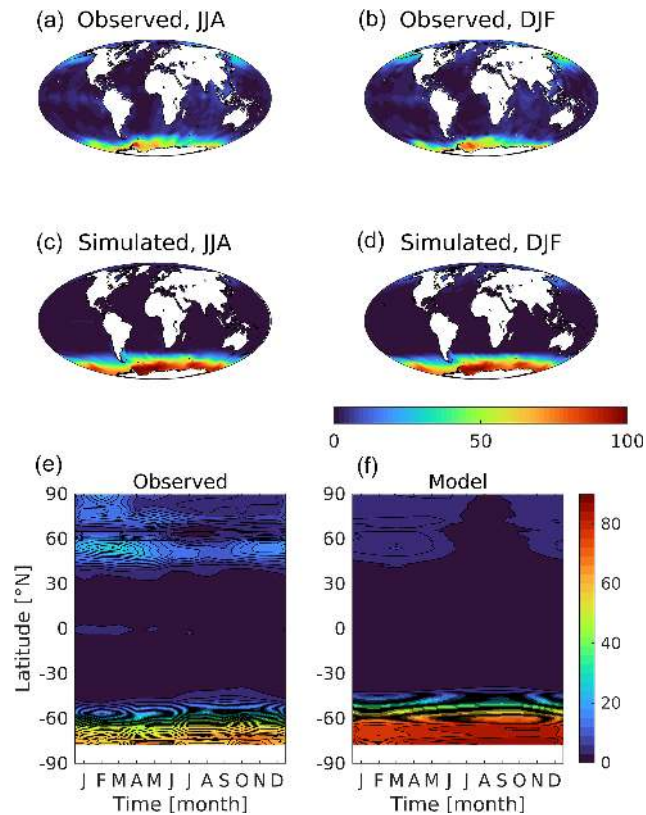 (a) Observed, JJA
(b) Observed, DJF
(c) Simulated, JJA
(d) Simulated, DJF
0 50 100
(e) Observed
(f) Model
90
60
30
0
-30
-60
-90
Latitude [°N]
J F M A M J J A S O N D
Time [month]
90
60
30
0
-30
-60
-90
J F M A M J J A S O N D
Time [month]
80
60
40
20
0